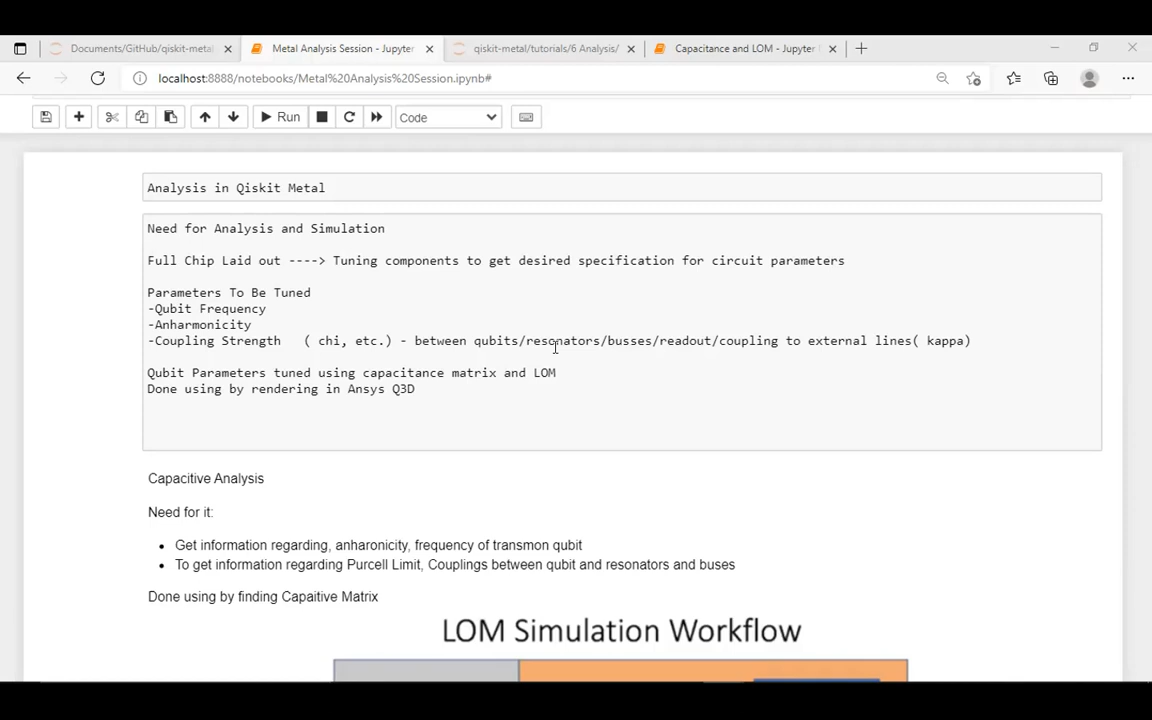 Documents/GitHub/qiskit-metal
Metal Analysis Session - Jupyter
qiskit-metal/tutorials/6 Analysis/
Capacitance and LOM - Jupyter
localhost:8888/notebooks/Metal%20Analysis%20Session.ipynb#
Run
Code
Analysis in Qiskit Metal
Need for Analysis and Simulation
Full Chip Laid out ----> Tuning components to get desired specification for circuit parameters
Parameters To Be Tuned
-Qubit Frequency
-Anharmonicity
-Coupling Strength ( chi, etc.) - between qubits/resonators/busses/readout/coupling to external lines( kappa)
Qubit Parameters tuned using capacitance matrix and LOM
Done using by rendering in Ansys Q3D
Capacitive Analysis
Need for it:
• Get information regarding, anharonicity, frequency of transmon qubit
• To get information regarding Purcell Limit, Couplings between qubit and resonators and buses
Done using by finding Capaitive Matrix
LOM Simulation Workflow